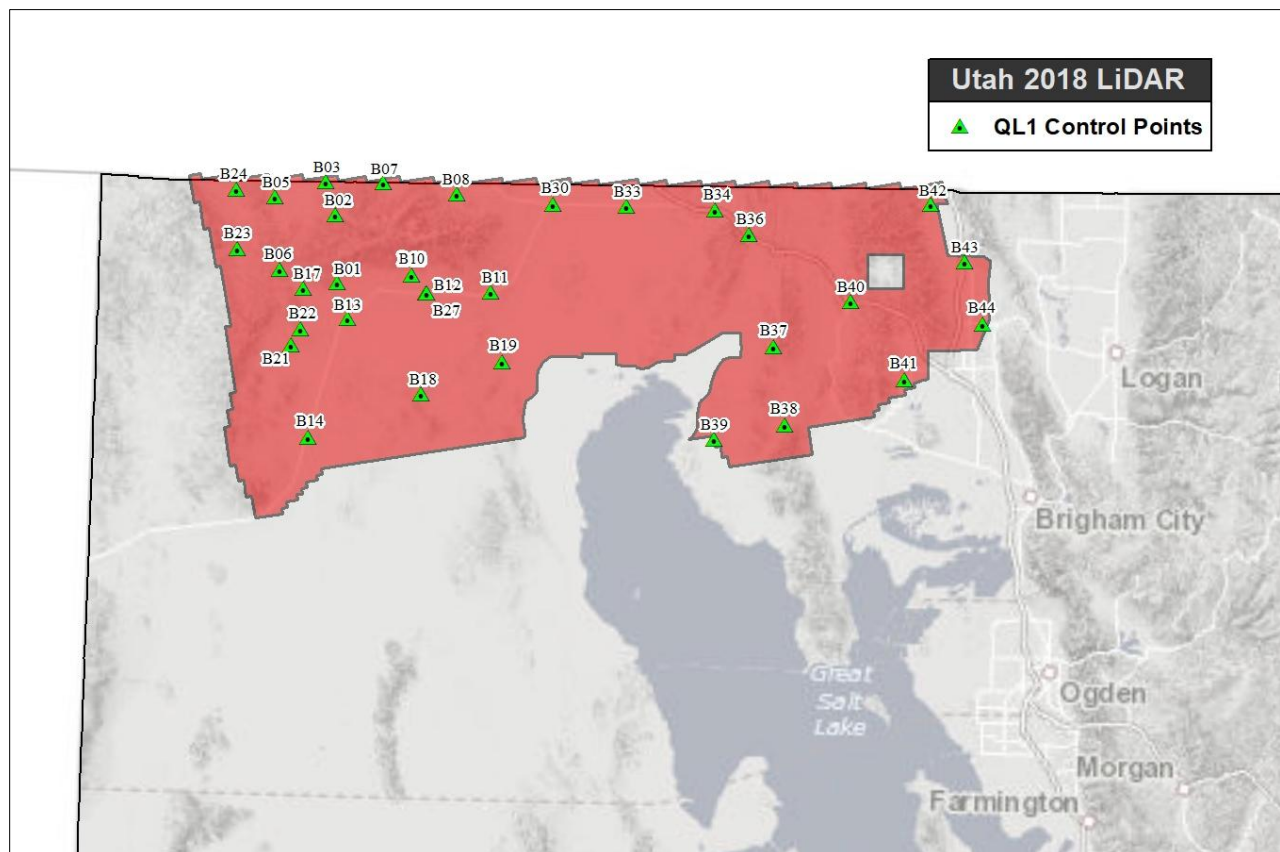 Utah 2018 LiDAR
QL1 Control Points
B24
B05
B03
B07
B08
B02
B30
B33
B34
B42
B36
B23
B06
B17
B01
B10
B12
B27
B11
B43
B40
B13
B22
B21
B44
B37
B19
B18
B41
B14
B39
B38
Logan
Brigham City
Great
Salt
Lake
Ogden
Morgan
Farmington